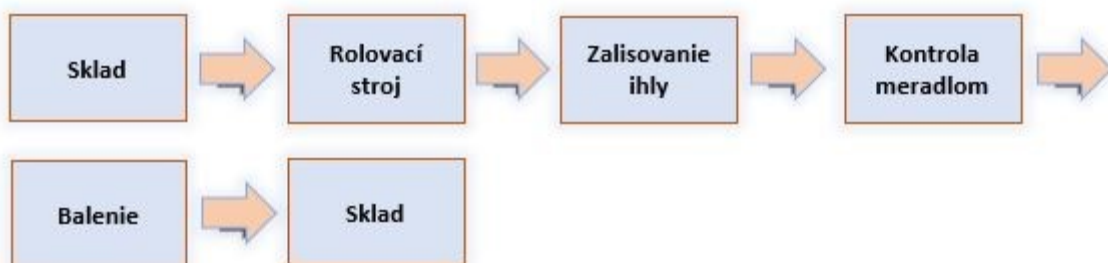 Sklad
Rolovací
stroj
Zalisovanie
ihly
Kontrola
meradlom
Balenie
Sklad